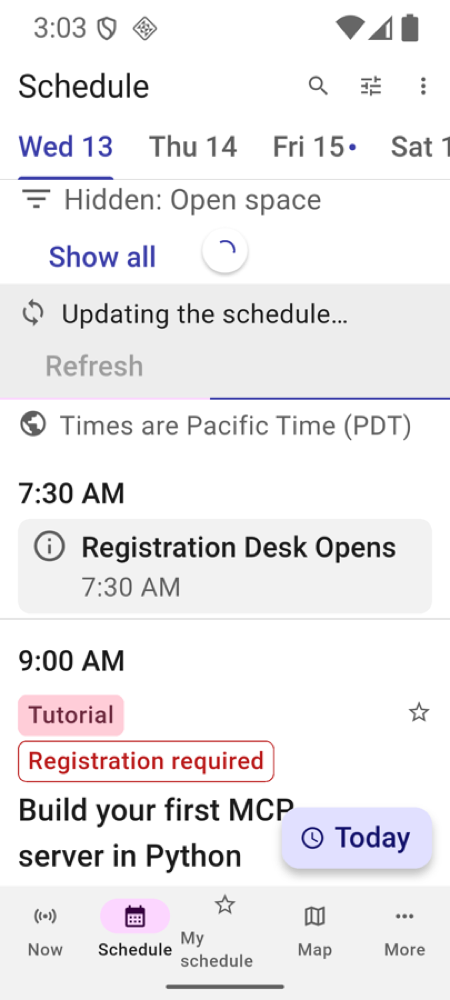 3:03
Schedule
Wed 13
Thu 14
Fri 15
Sat 1
Hidden: Open space
Show all
Updating the schedule…
Refresh
Times are Pacific Time (PDT)
7:30 AM
Registration Desk Opens
7:30 AM
9:00 AM
Tutorial
Registration required
Build your first MCP
server in Python
Today
Now
Schedule
My
schedule
Map
More